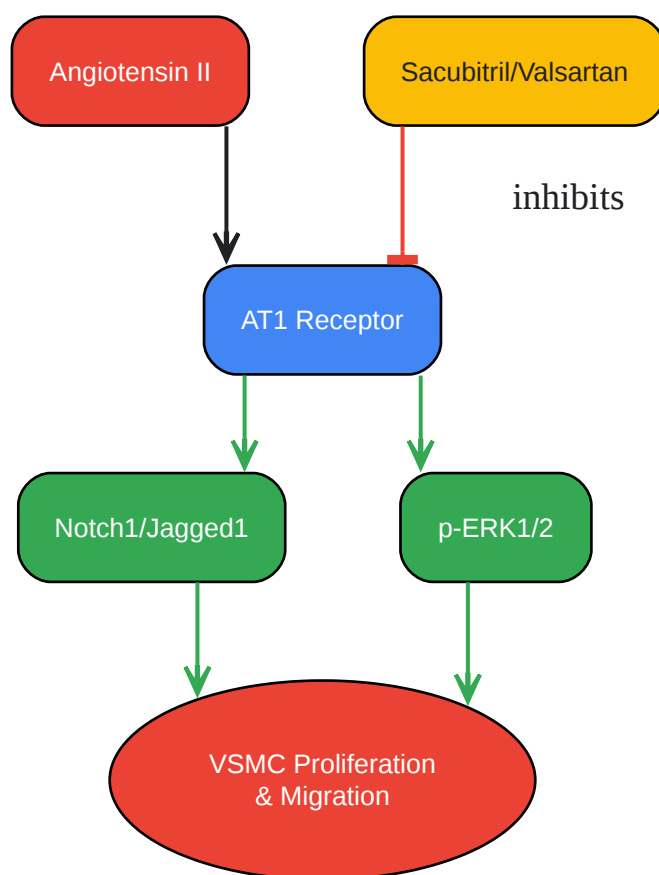 Angiotensin II
Sacubitril/Valsartan
inhibits
AT1 Receptor
Notch1/Jagged1
p-ERK1/2
VSMC Proliferation
& Migration